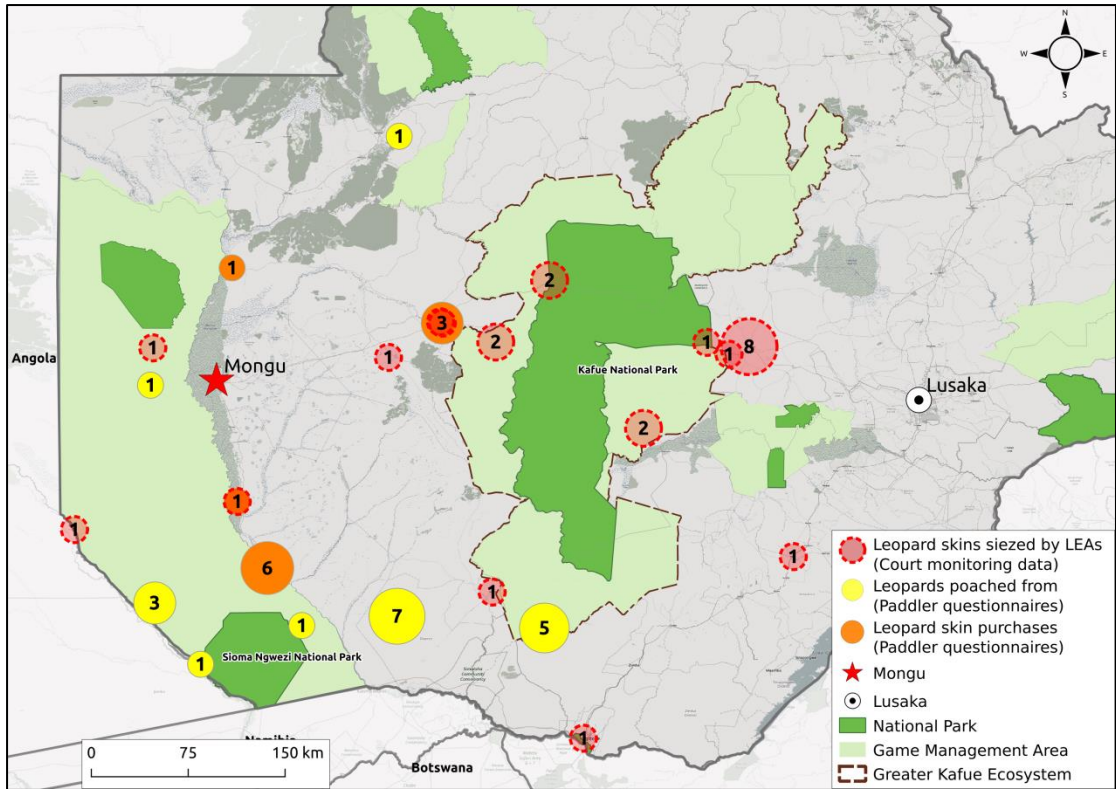 N
W
E
S
1
1
2
3
2
1
1
8
1
1
Angola
1
Mongu
Kafue National Park
Lusaka
2
1
1
6
1
1
3
7
1
5
1
Sioma Ngwezi National Park
1
Namibia
Botswana
0
75
150 km
Leopard skins siezed by LEAs
(Court monitoring data)
Leopards poached from
(Paddler questionnaires)
Leopard skin purchases
(Paddler questionnaires)
Mongu
Lusaka
National Park
Game Management Area
Greater Kafue Ecosystem